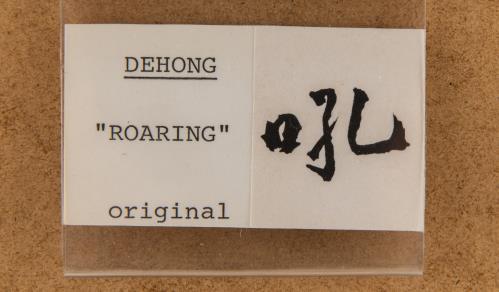 DEHONG
"ROARING"
original
吼